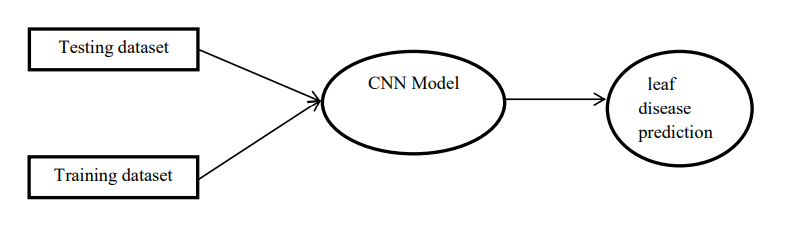 Testing dataset
CNN Model
leaf
disease
prediction
Training dataset